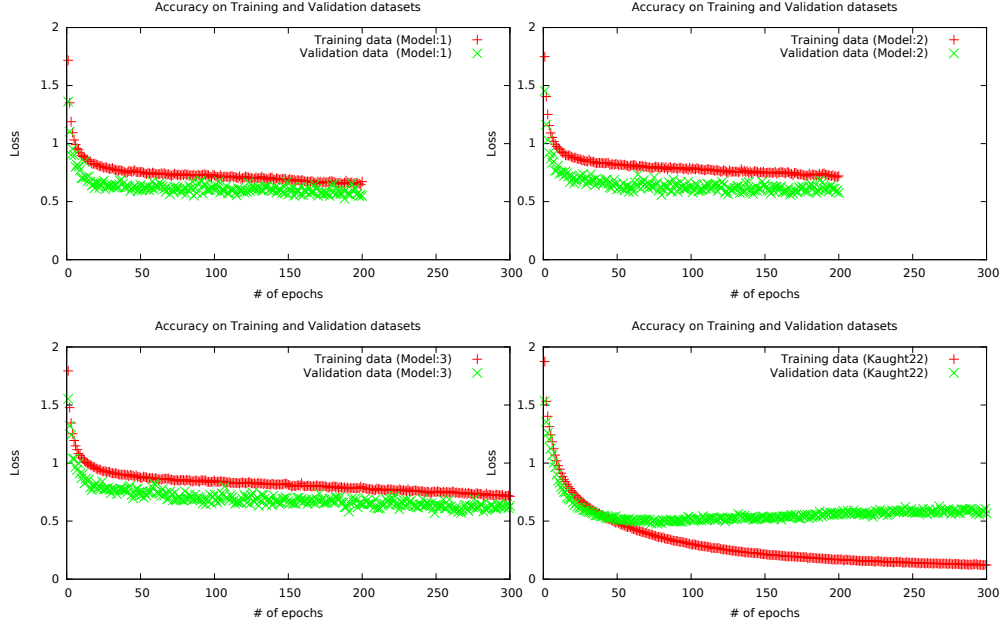 Accuracy on Training and Validation datasets
2
1.5
1
0.5
0
Loss
Training data (Model:1)
Validation data (Model:1)
0 50 100 150 200 250 300
# of epochs
Accuracy on Training and Validation datasets
2
1.5
1
0.5
0
Loss
Training data (Model:2)
Validation data (Model:2)
0 50 100 150 200 250 300
# of epochs
Accuracy on Training and Validation datasets
2
1.5
1
0.5
0
Loss
Training data (Model:3)
Validation data (Model:3)
0 50 100 150 200 250 300
# of epochs
Accuracy on Training and Validation datasets
2
1.5
1
0.5
0
Loss
Training data (Kaught22)
Validation data (Kaught22)
0 50 100 150 200 250 300
# of epochs